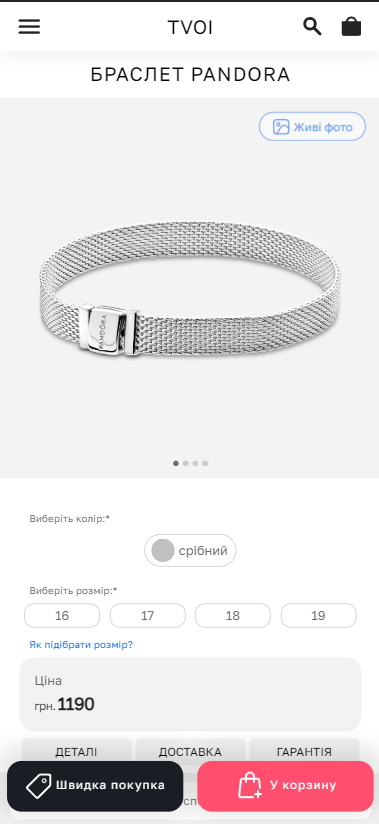 TVOI
БРАСЛЕТ PANDORA
Живі фото
PANDORA
Виберіть колір:*
срібний
Виберіть розмір:*
16 17 18 19
Як підібрати розмір?
Ціна
грн. 1190
ДЕТАЛІ ДОСТАВКА ГАРАНТІЯ
Швидка покупка У корзину